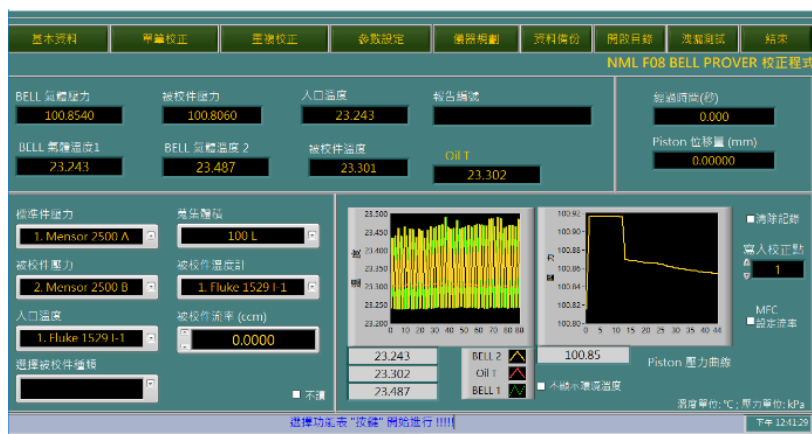 基本資料 單筆校正 重複校正 參數設定 儀器規劃 資料備份 開啟目錄 洩漏測試 結束
NML F08 BELL PROVER 校正程式
BELL 氣體壓力 被校件壓力 入口溫度 報告編號 經過時間(秒)
100.8540 100.8060 23.243 0.000
BELL 氣體溫度1 BELL 氣體溫度 2 被校件溫度 Oil T Piston 位移量 (mm)
23.243 23.487 23.301 23.302 0.00000
標準件壓力 蒐集體積
1. Mensor 2500 A 100 L
被校件壓力 被校件溫度計
2. Mensor 2500 B 1. Fluke 1529 I-1
入口溫度 被校件流率 (ccm)
1. Fluke 1529 I-1 0.0000
選擇被校件種類
不讀
溫度
23.500
23.400
23.350
23.300
23.250
23.200
0 10 20 30 40 50 60 70 80 88
23.243 BELL 2
23.302 Oil T
23.487 BELL 1
壓力
100.92
100.90
100.88
100.86
100.84
100.82
100.80
0 5 10 15 20 25 30 35 40 44
100.85 Piston 壓力曲線
不顯示環境溫度
清除記錄
寫入校正點
1
MFC
設定流率
溫度單位: °C ; 壓力單位: kPa
選擇功能表 "按鍵" 開始進行 !!!!!
下午 12:41:29